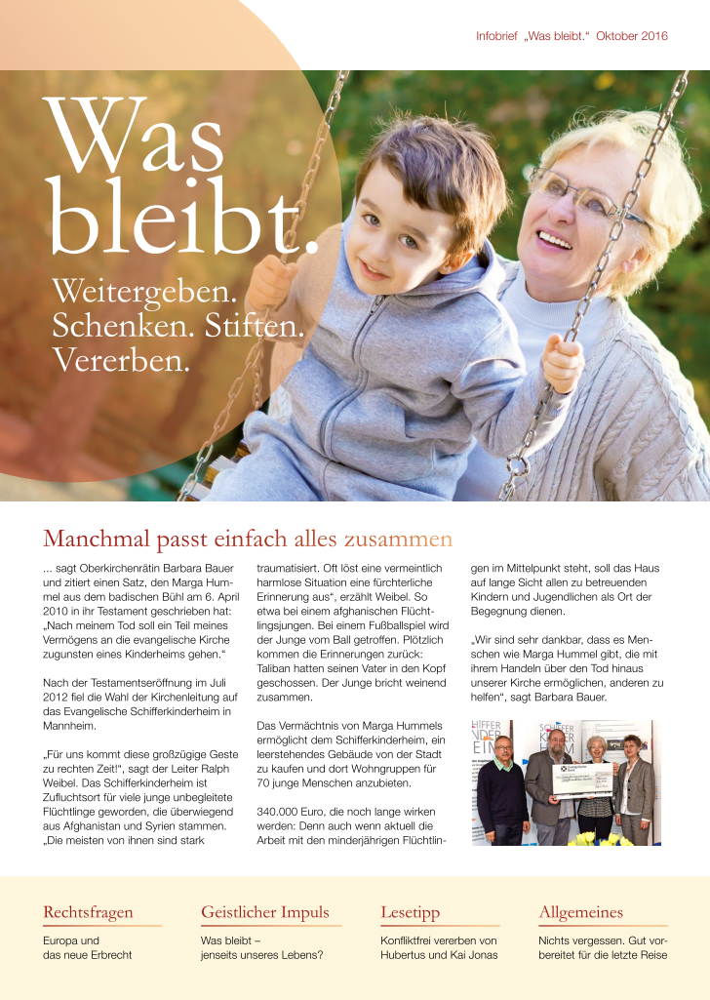 Infobrief „Was bleibt.“ Oktober 2016
Was
bleibt.
Weitergeben.
Schenken. Stiften.
Vererben.
Manchmal passt einfach alles zusammen
... sagt Oberkirchenrätin Barbara Bauer
und zitiert einen Satz, den Marga Hum-
mel aus dem badischen Bühl am 6. April
2010 in ihr Testament geschrieben hat:
„Nach meinem Tod soll ein Teil meines
Vermögens an die evangelische Kirche
zugunsten eines Kinderheims gehen.“
Nach der Testamentseröffnung im Juli
2012 fiel die Wahl der Kirchenleitung auf
das Evangelische Schifferkinderheim in
Mannheim.
„Für uns kommt diese großzügige Geste
zu rechten Zeit!“, sagt der Leiter Ralph
Weibel. Das Schifferkinderheim ist
Zufluchtsort für viele junge unbegleitete
Flüchtlinge geworden, die überwiegend
aus Afghanistan und Syrien stammen.
„Die meisten von ihnen sind stark
traumatisiert. Oft löst eine vermeintlich
harmlose Situation eine fürchterliche
Erinnerung aus“, erzählt Weibel. So
etwa bei einem afghanischen Flücht-
lingsjungen. Bei einem Fußballspiel wird
der Junge vom Ball getroffen. Plötzlich
kommen die Erinnerungen zurück:
Taliban hatten seinen Vater in den Kopf
geschossen. Der Junge bricht weinend
zusammen.
Das Vermächtnis von Marga Hummels
ermöglicht dem Schifferkinderheim, ein
leerstehendes Gebäude von der Stadt
zu kaufen und dort Wohngruppen für
70 junge Menschen anzubieten.
340.000 Euro, die noch lange wirken
werden: Denn auch wenn aktuell die
Arbeit mit den minderjährigen Flüchtlin-
gen im Mittelpunkt steht, soll das Haus
auf lange Sicht allen zu betreuenden
Kindern und Jugendlichen als Ort der
Begegnung dienen.
„Wir sind sehr dankbar, dass es Men-
schen wie Marga Hummel gibt, die mit
ihrem Handeln über den Tod hinaus
unserer Kirche ermöglichen, anderen zu
helfen“, sagt Barbara Bauer.
SCHIFFER
KINDER
HEIM
Rechtsfragen
Europa und
das neue Erbrecht
Geistlicher Impuls
Was bleibt –
jenseits unseres Lebens?
Lesetipp
Konfliktfrei vererben von
Hubertus und Kai Jonas
Allgemeines
Nichts vergessen. Gut vor-
bereitet für die letzte Reise